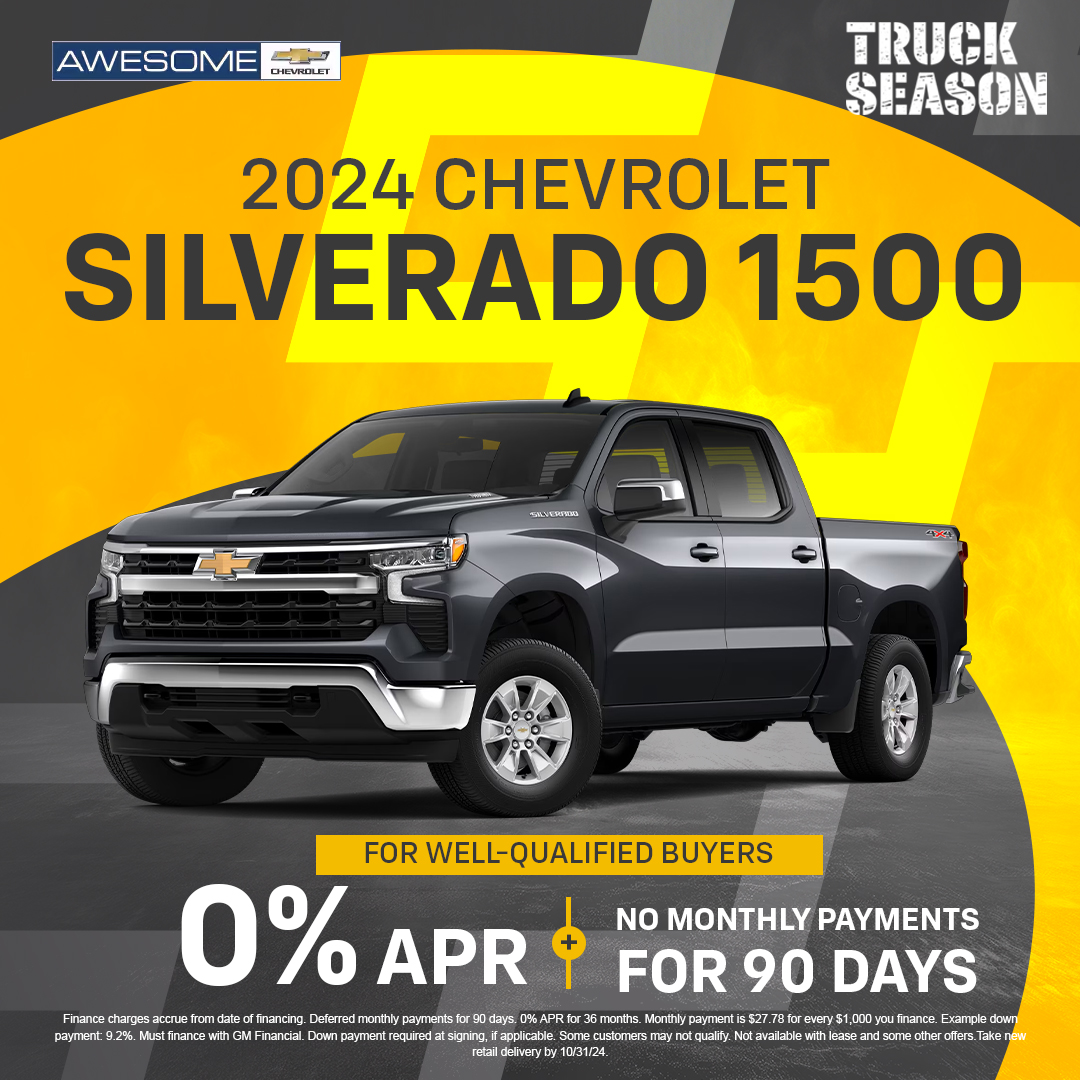 AWESOME CHEVROLET
TRUCK
SEASON
2024 CHEVROLET
SILVERADO 1500
SILVERADO
4X4
FOR WELL-QUALIFIED BUYERS
0% APR
+
NO MONTHLY PAYMENTS
FOR 90 DAYS
Finance charges accrue from date of financing. Deferred monthly payments for 90 days. 0% APR for 36 months. Monthly payment is $27.78 for every $1,000 you finance. Example down
payment: 9.2%. Must finance with GM Financial. Down payment required at signing, if applicable. Some customers may not qualify. Not available with lease and some other offers.Take new
retail delivery by 10/31/24.